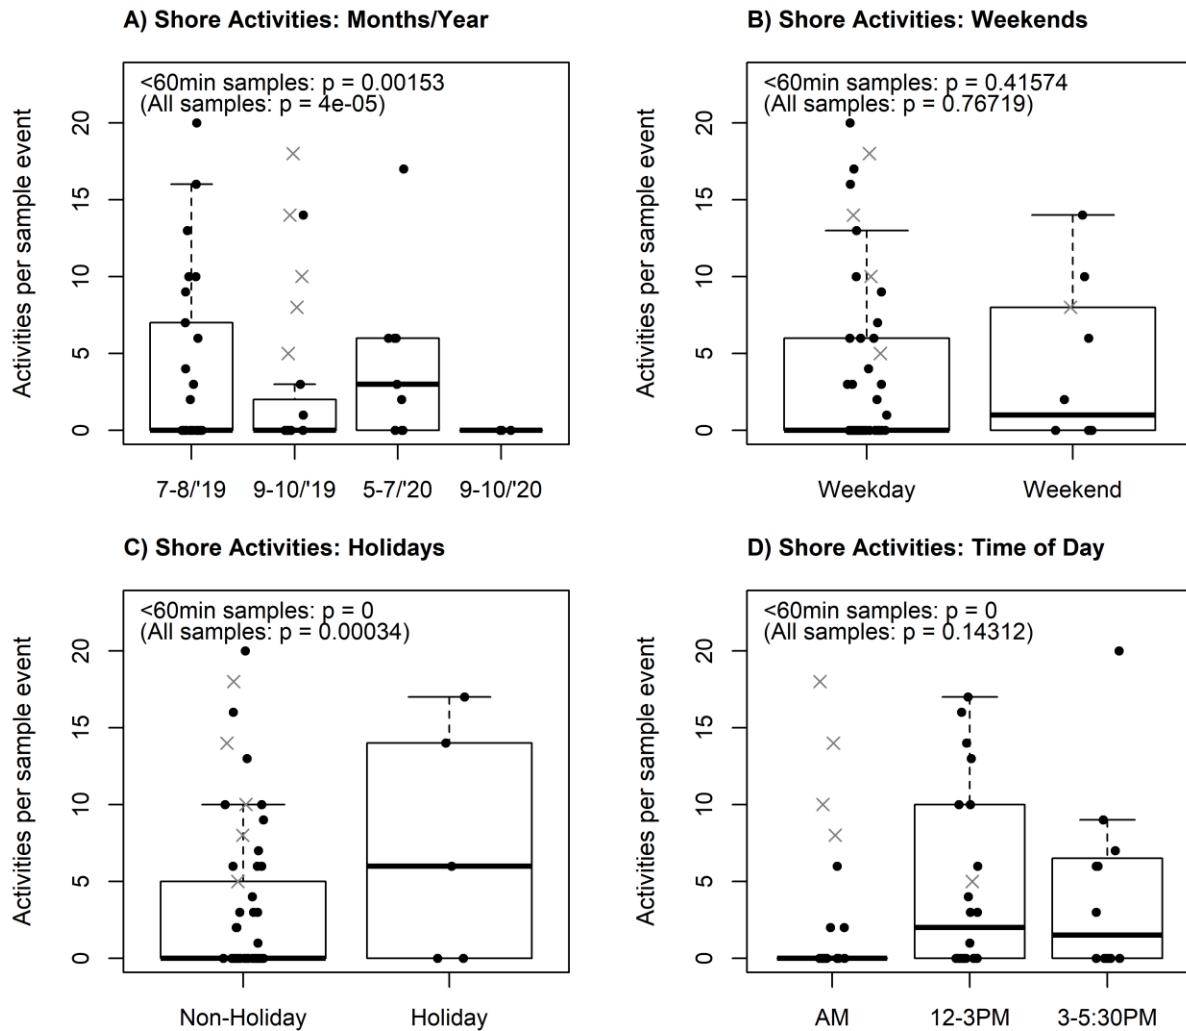 A) Shore Activities: Months/Year
<60min samples: p = 0.00153
(All samples: p = 4e-05)
Activities per sample event
20
15
10
5
0
7-8/'19 9-10/'19 5-7/'20 9-10/'20
B) Shore Activities: Weekends
<60min samples: p = 0.41574
(All samples: p = 0.76719)
Activities per sample event
20
15
10
5
0
Weekday Weekend
C) Shore Activities: Holidays
<60min samples: p = 0
(All samples: p = 0.00034)
Activities per sample event
20
15
10
5
0
Non-Holiday Holiday
D) Shore Activities: Time of Day
<60min samples: p = 0
(All samples: p = 0.14312)
Activities per sample event
20
15
10
5
0
AM 12-3PM 3-5:30PM